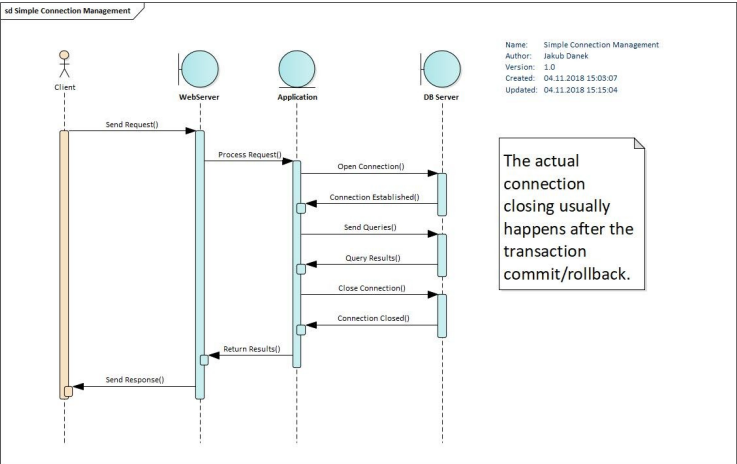 sd Simple Connection Management
Name: Simple Connection Management
Author: Jakub Danek
Version: 1.0
Created: 04.11.2018 15:03:07
Updated: 04.11.2018 15:15:04
Client
WebServer
Application
DB Server
Send Request()
Process Request()
Open Connection()
Connection Established()
Send Queries()
Query Results()
Close Connection()
Connection Closed()
Return Results()
Send Response()
The actual
connection
closing usually
happens after the
transaction
commit/rollback.